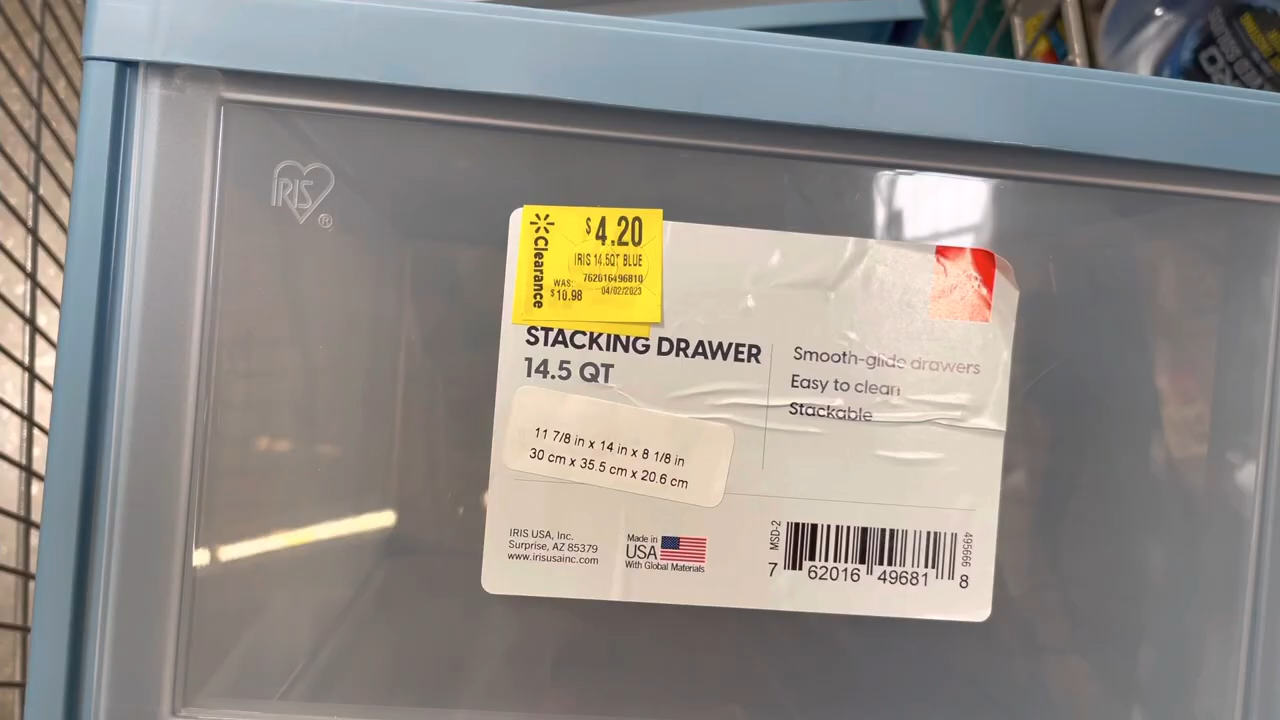 IRIS®
Clearance
$4.20
IRIS 14.5QT BLUE
762016496810
WAS: 04/02/2023
$10.98
STACKING DRAWER
14.5 QT
Smooth-glide drawers
Easy to clean
Stackable
11 7/8 in x 14 in x 8 1/8 in
30 cm x 35.5 cm x 20.6 cm
IRIS USA, Inc.
Surprise, AZ 85379
www.irisusainc.com
Made in
USA
With Global Materials
MSD-2
495666
7 62016 49681 8